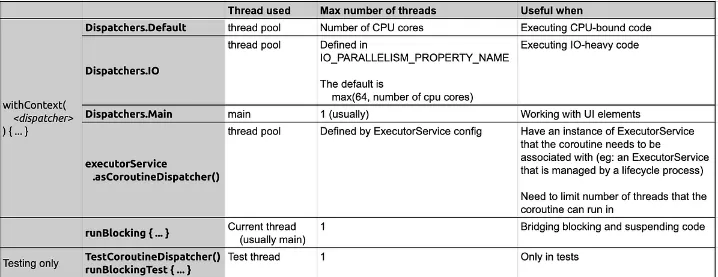 Thread used Max number of threads Useful when
withContext(
<dispatcher>
) { ... }
Dispatchers.Default thread pool Number of CPU cores Executing CPU-bound code
Dispatchers.IO
thread pool
Defined in
IO_PARALLELISM_PROPERTY_NAME
The default is
max(64, number of cpu cores)
Executing IO-heavy code
Dispatchers.Main main 1 (usually) Working with UI elements
executorService
.asCoroutineDispatcher()
thread pool
Defined by ExecutorService config
Have an instance of ExecutorService
that the coroutine needs to be
associated with (eg: an ExecutorService
that is managed by a lifecycle process)
Need to limit number of threads that the
coroutine can run in
runBlocking { ... }
Current thread
(usually main)
1
Bridging blocking and suspending code
Testing only
TestCoroutineDispatcher()
runBlockingTest { ... }
Test thread
1
Only in tests